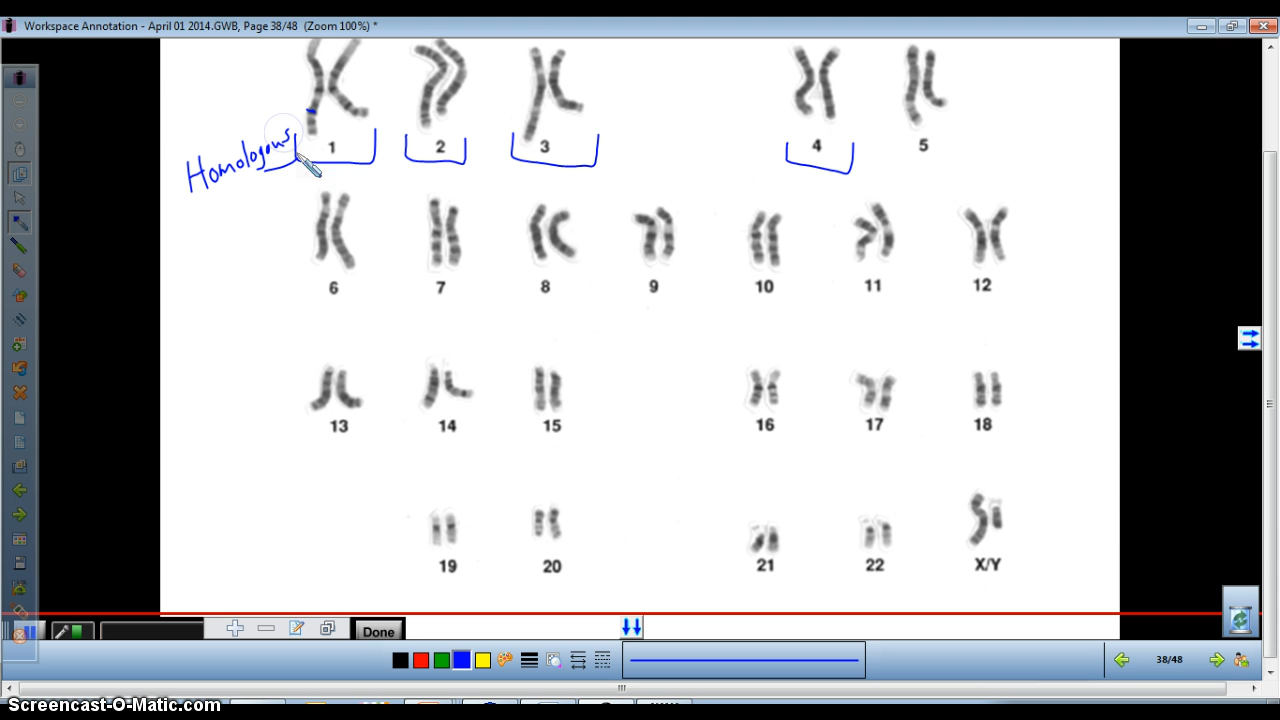 Workspace Annotation - April 01 2014.GWB, Page 38/48 (Zoom 100%) *
Homologous
1 2 3 4 5
6 7 8 9 10 11 12
13 14 15 16 17 18
19 20 21 22 X/Y
Done
38/48
Screencast-O-Matic.com